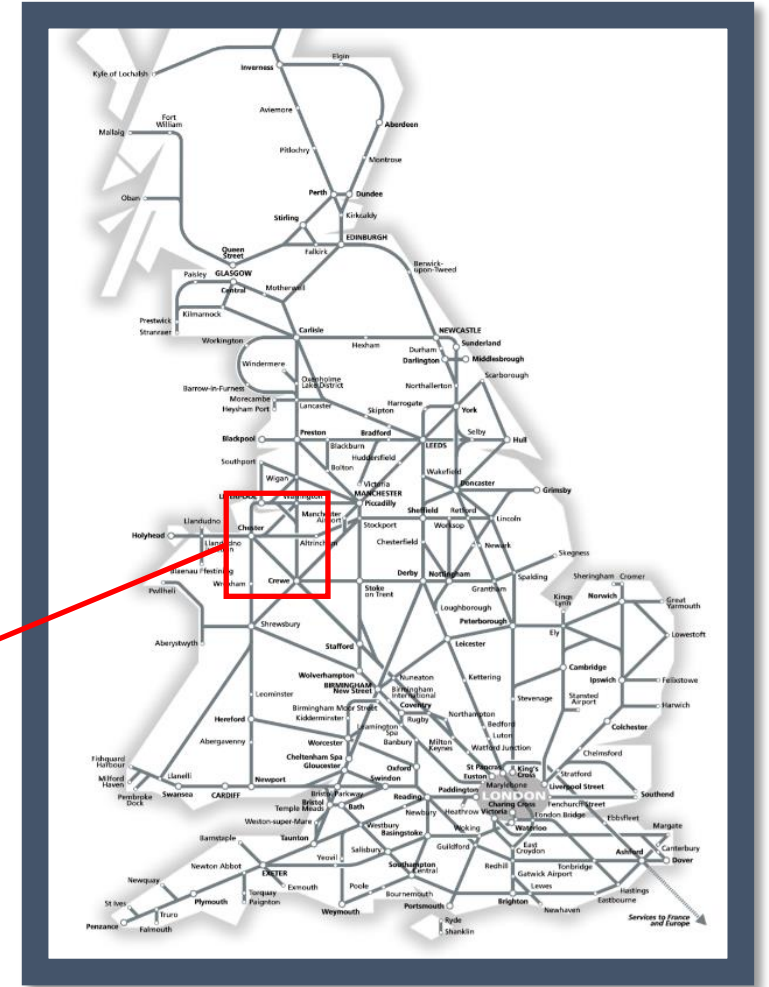 Elgin
Inverness
Kyle of Lochalsh
Aviemore
Fort
William
Mallaig
Aberdeen
Pitlochry
Montrose
Perth
Dundee
Oban
Stirling
Kirkcaldy
EDINBURGH
Queen
Street
Falkirk
Berwick-
upon-Tweed
Paisley
GLASGOW
Central
Motherwell
Kilmarnock
Prestwick
Stranraer
Carlisle
NEWCASTLE
Workington
Hexham
Sunderland
Durham
Darlington
Middlesbrough
Windermere
Scarborough
Oxenholme
Lake District
Barrow-in-Furness
Northallerton
Morecambe
Heysham Port
Lancaster
Harrogate
York
Skipton
Blackpool
Preston
Bradford
Selby
Hull
Blackburn
LEEDS
Huddersfield
Southport
Bolton
Wakefield
Wigan
Victoria
Doncaster
MANCHESTER
Piccadilly
Grimsby
Manchester
Airport
Sheffield
Retford
Llandudno
Stockport
Worksop
Lincoln
Holyhead
Chester
Altrincham
Chesterfield
Newark
Skegness
Crewe
Stoke
on Trent
Derby
Nottingham
Spalding
Sheringham
Cromer
Pwllheli
Grantham
Norwich
Great
Yarmouth
Loughborough
Kings
Lynn
Shrewsbury
Peterborough
Ely
Lowestoft
Aberystwyth
Stafford
Leicester
Wolverhampton
Nuneaton
Kettering
Cambridge
BIRMINGHAM
New Street
Birmingham
International
Ipswich
Felixstowe
Leominster
Stevenage
Stansted
Airport
Birmingham Moor Street
Coventry
Harwich
Kidderminster
Rugby
Northampton
Hereford
Leamington
Spa
Bedford
Colchester
Worcester
Banbury
Milton
Keynes
Luton
Abergavenny
Watford Junction
Chelmsford
Cheltenham Spa
Gloucester
Oxford
St Pancras
Euston
King's
Cross
Stratford
Fishguard
Harbour
Llanelli
Newport
Swindon
Marylebone
Liverpool Street
Milford
Haven
Paddington
LONDON
Southend
Pembroke
Dock
Swansea
CARDIFF
Bristol Parkway
Reading
Charing Cross
Fenchurch Street
Bristol
Temple Meads
Bath
Newbury
Heathrow
Victoria
London Bridge
Ebbsfleet
Weston-super-Mare
Westbury
Basingstoke
Woking
Waterloo
Margate
Barnstaple
Taunton
Salisbury
Guildford
East
Croydon
Canterbury
Ashford
Dover
Newton Abbot
Yeovil
Southampton
Central
Redhill
Tonbridge
Gatwick Airport
EXETER
Newquay
Exmouth
Poole
Lewes
Hastings
Torquay
Paignton
Bournemouth
Eastbourne
St Ives
Plymouth
Weymouth
Portsmouth
Brighton
Newhaven
Truro
Penzance
Falmouth
Ryde
Shanklin
Services to France
and Europe